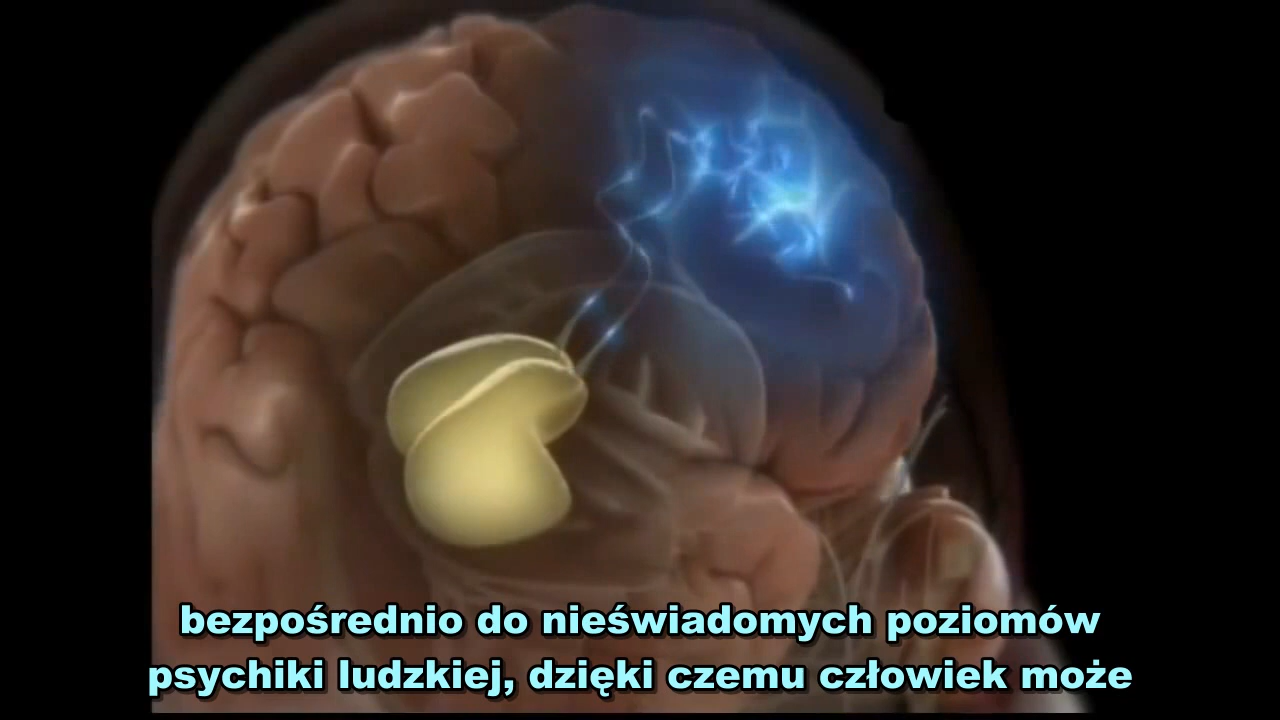 bezpośrednio do nieświadomych poziomów
psychiki ludzkiej, dzięki czemu człowiek może